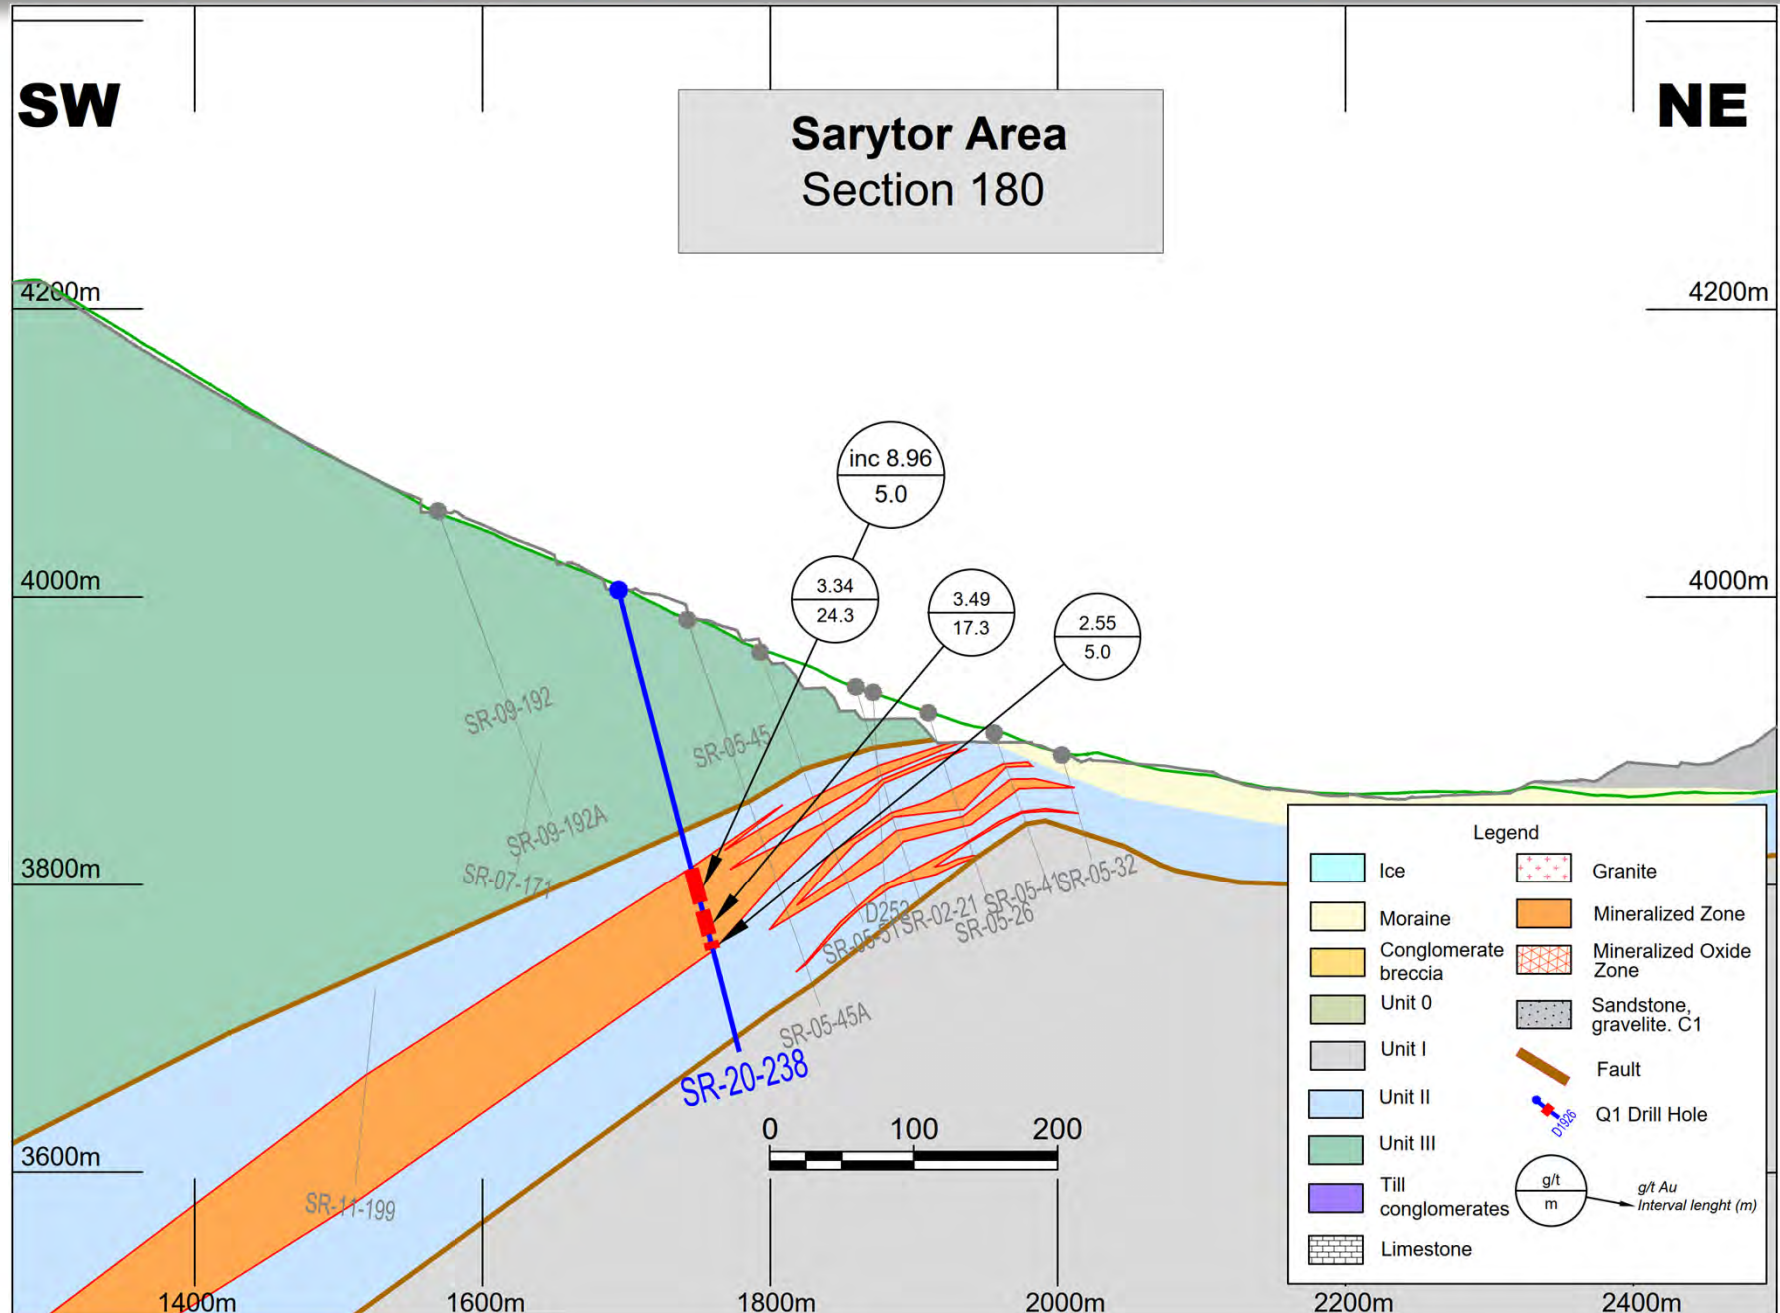 SW
NE
Sarytor Area
Section 180
4200m
4200m
inc 8.96
5.0
4000m
4000m
3.34
24.3
3.49
17.3
2.55
5.0
SR-09-192
SR-05-45
SR-09-192A
SR-07-171
3800m
D252
SR-05-51
SR-02-21
SR-05-41
SR-05-26
SR-05-32
SR-05-45A
SR-20-238
3600m
SR-11-199
0
100
200
1400m
1600m
1800m
2000m
2200m
2400m
Legend
Ice
Moraine
Conglomerate
breccia
Unit 0
Unit I
Unit II
Unit III
Till
conglomerates
Limestone
Granite
Mineralized Zone
Mineralized Oxide
Zone
Sandstone,
gravelite. C1
Fault
D1926
Q1 Drill Hole
g/t
m
g/t Au
Interval lenght (m)